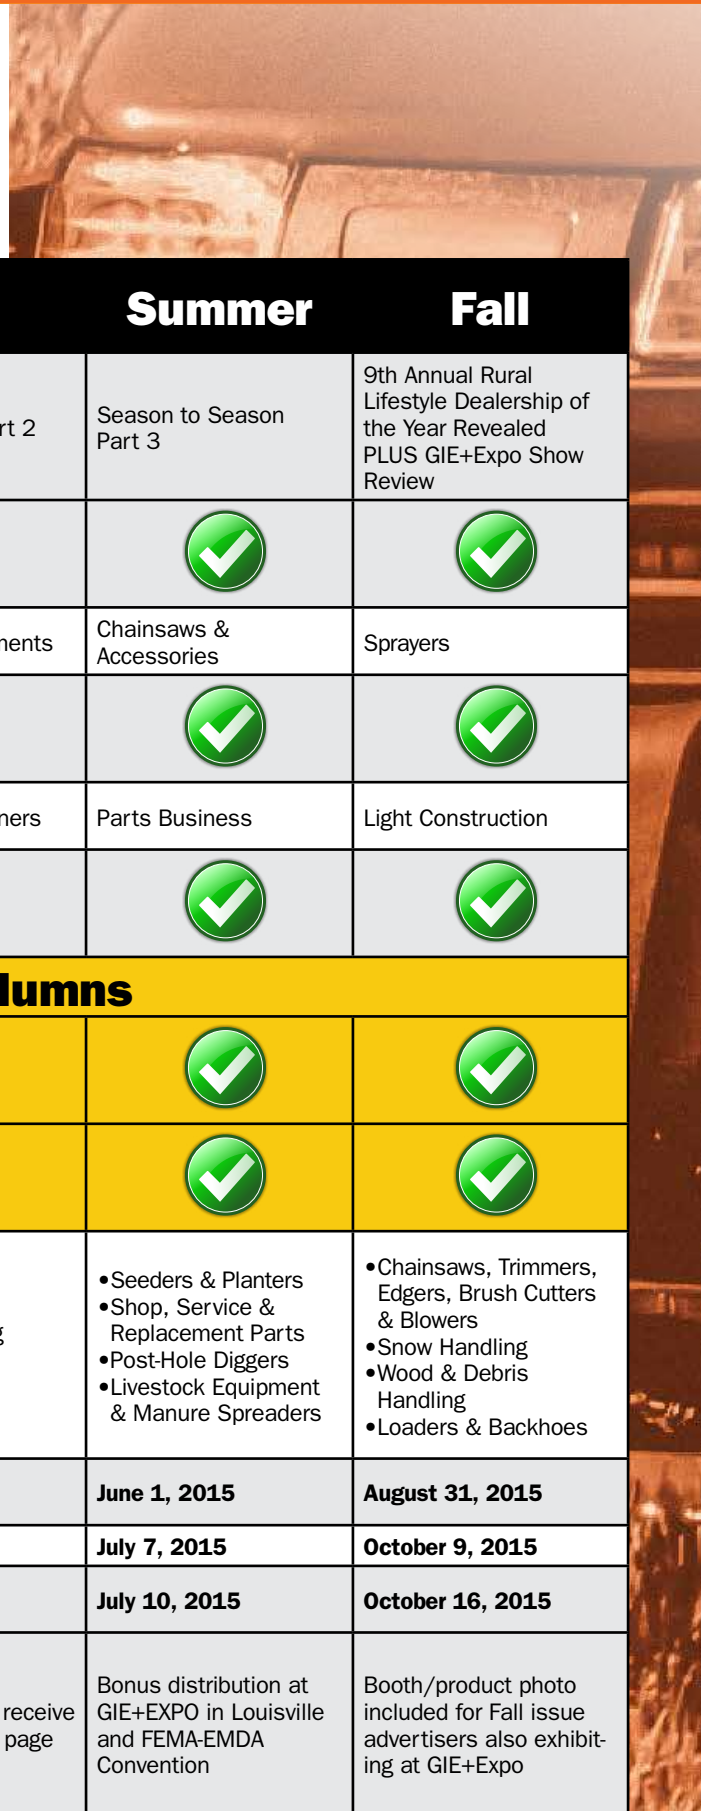 Summer Fall
rt 2
Season to Season
Part 3
9th Annual Rural
Lifestyle Dealership of
the Year Revealed
PLUS GIE+Expo Show
Review
ments
Chainsaws &
Accessories
Sprayers
ners
Parts Business
Light Construction
lumns
g
•Seeders & Planters
•Shop, Service &
Replacement Parts
•Post-Hole Diggers
•Livestock Equipment
& Manure Spreaders
•Chainsaws, Trimmers,
Edgers, Brush Cutters
& Blowers
•Snow Handling
•Wood & Debris
Handling
•Loaders & Backhoes
June 1, 2015
August 31, 2015
July 7, 2015
October 9, 2015
July 10, 2015
October 16, 2015
receive
page
Bonus distribution at
GIE+EXPO in Louisville
and FEMA-EMDA
Convention
Booth/product photo
included for Fall issue
advertisers also exhibit-
ing at GIE+Expo